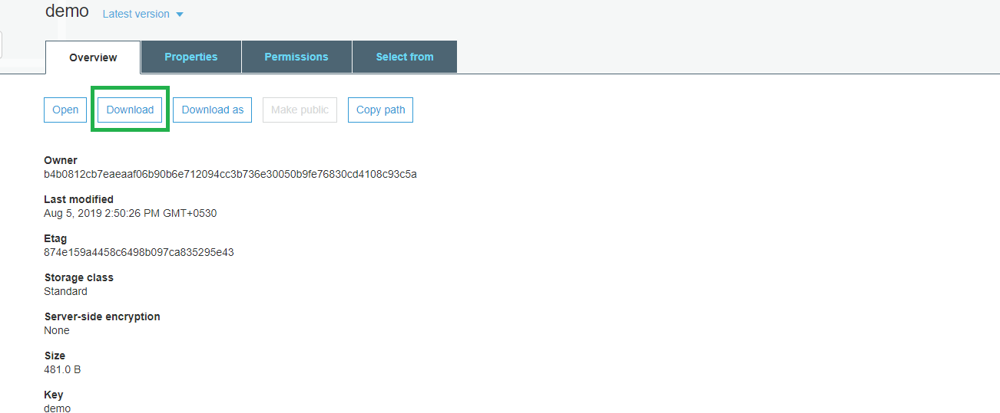 demo Latest version
Overview Properties Permissions Select from
Open Download Download as Make public Copy path
Owner
b4b0812cb7eaeaaf06b90b6e712094cc3b736e30050b9fe76830cd4108c93c5a
Last modified
Aug 5, 2019 2:50:26 PM GMT+0530
Etag
874e159a4458c6498b097ca835295e43
Storage class
Standard
Server-side encryption
None
Size
481.0 B
Key
demo